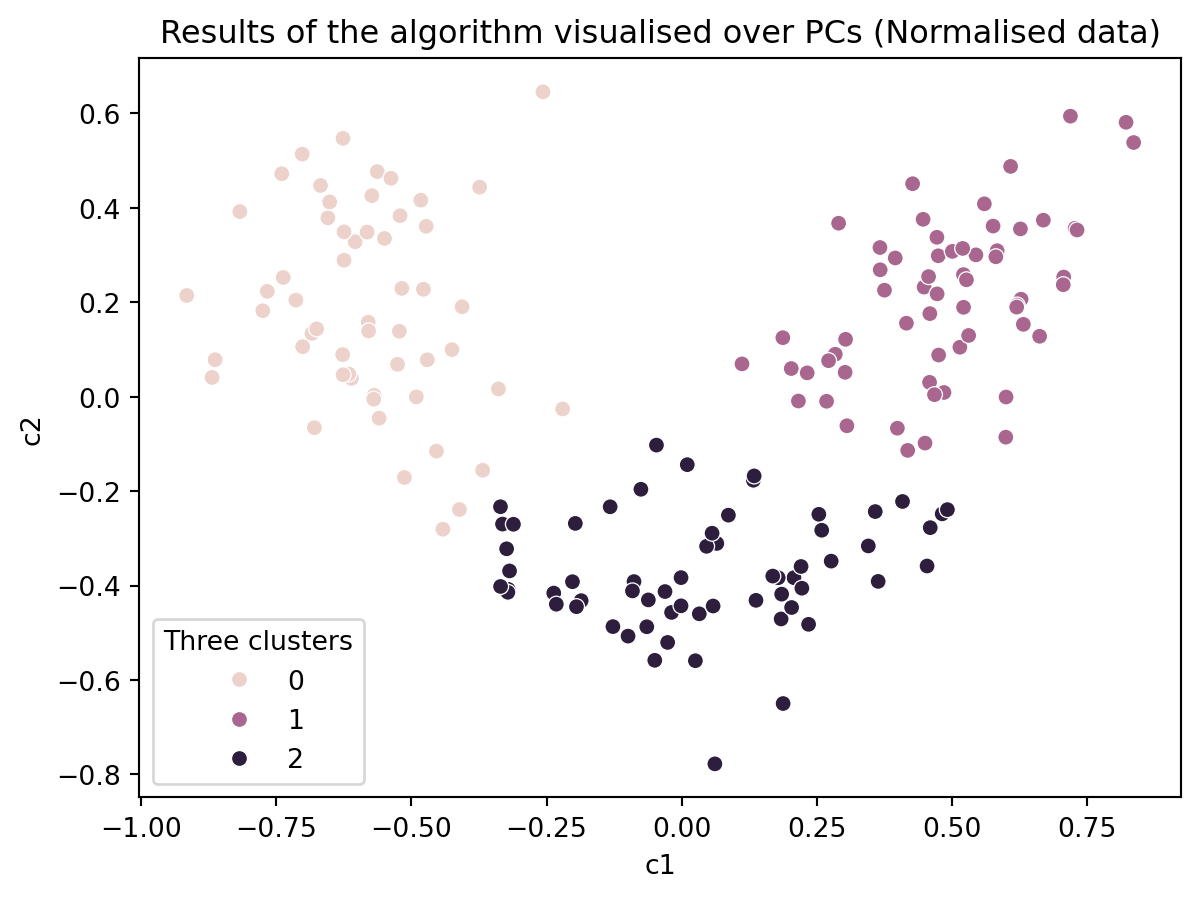 Results of the algorithm visualised over PCs (Normalised data)
c2
0.6
0.4
0.2
0.0
−0.2
−0.4
−0.6
−0.8
Three clusters
0
1
2
−1.00 −0.75 −0.50 −0.25 0.00 0.25 0.50 0.75
c1